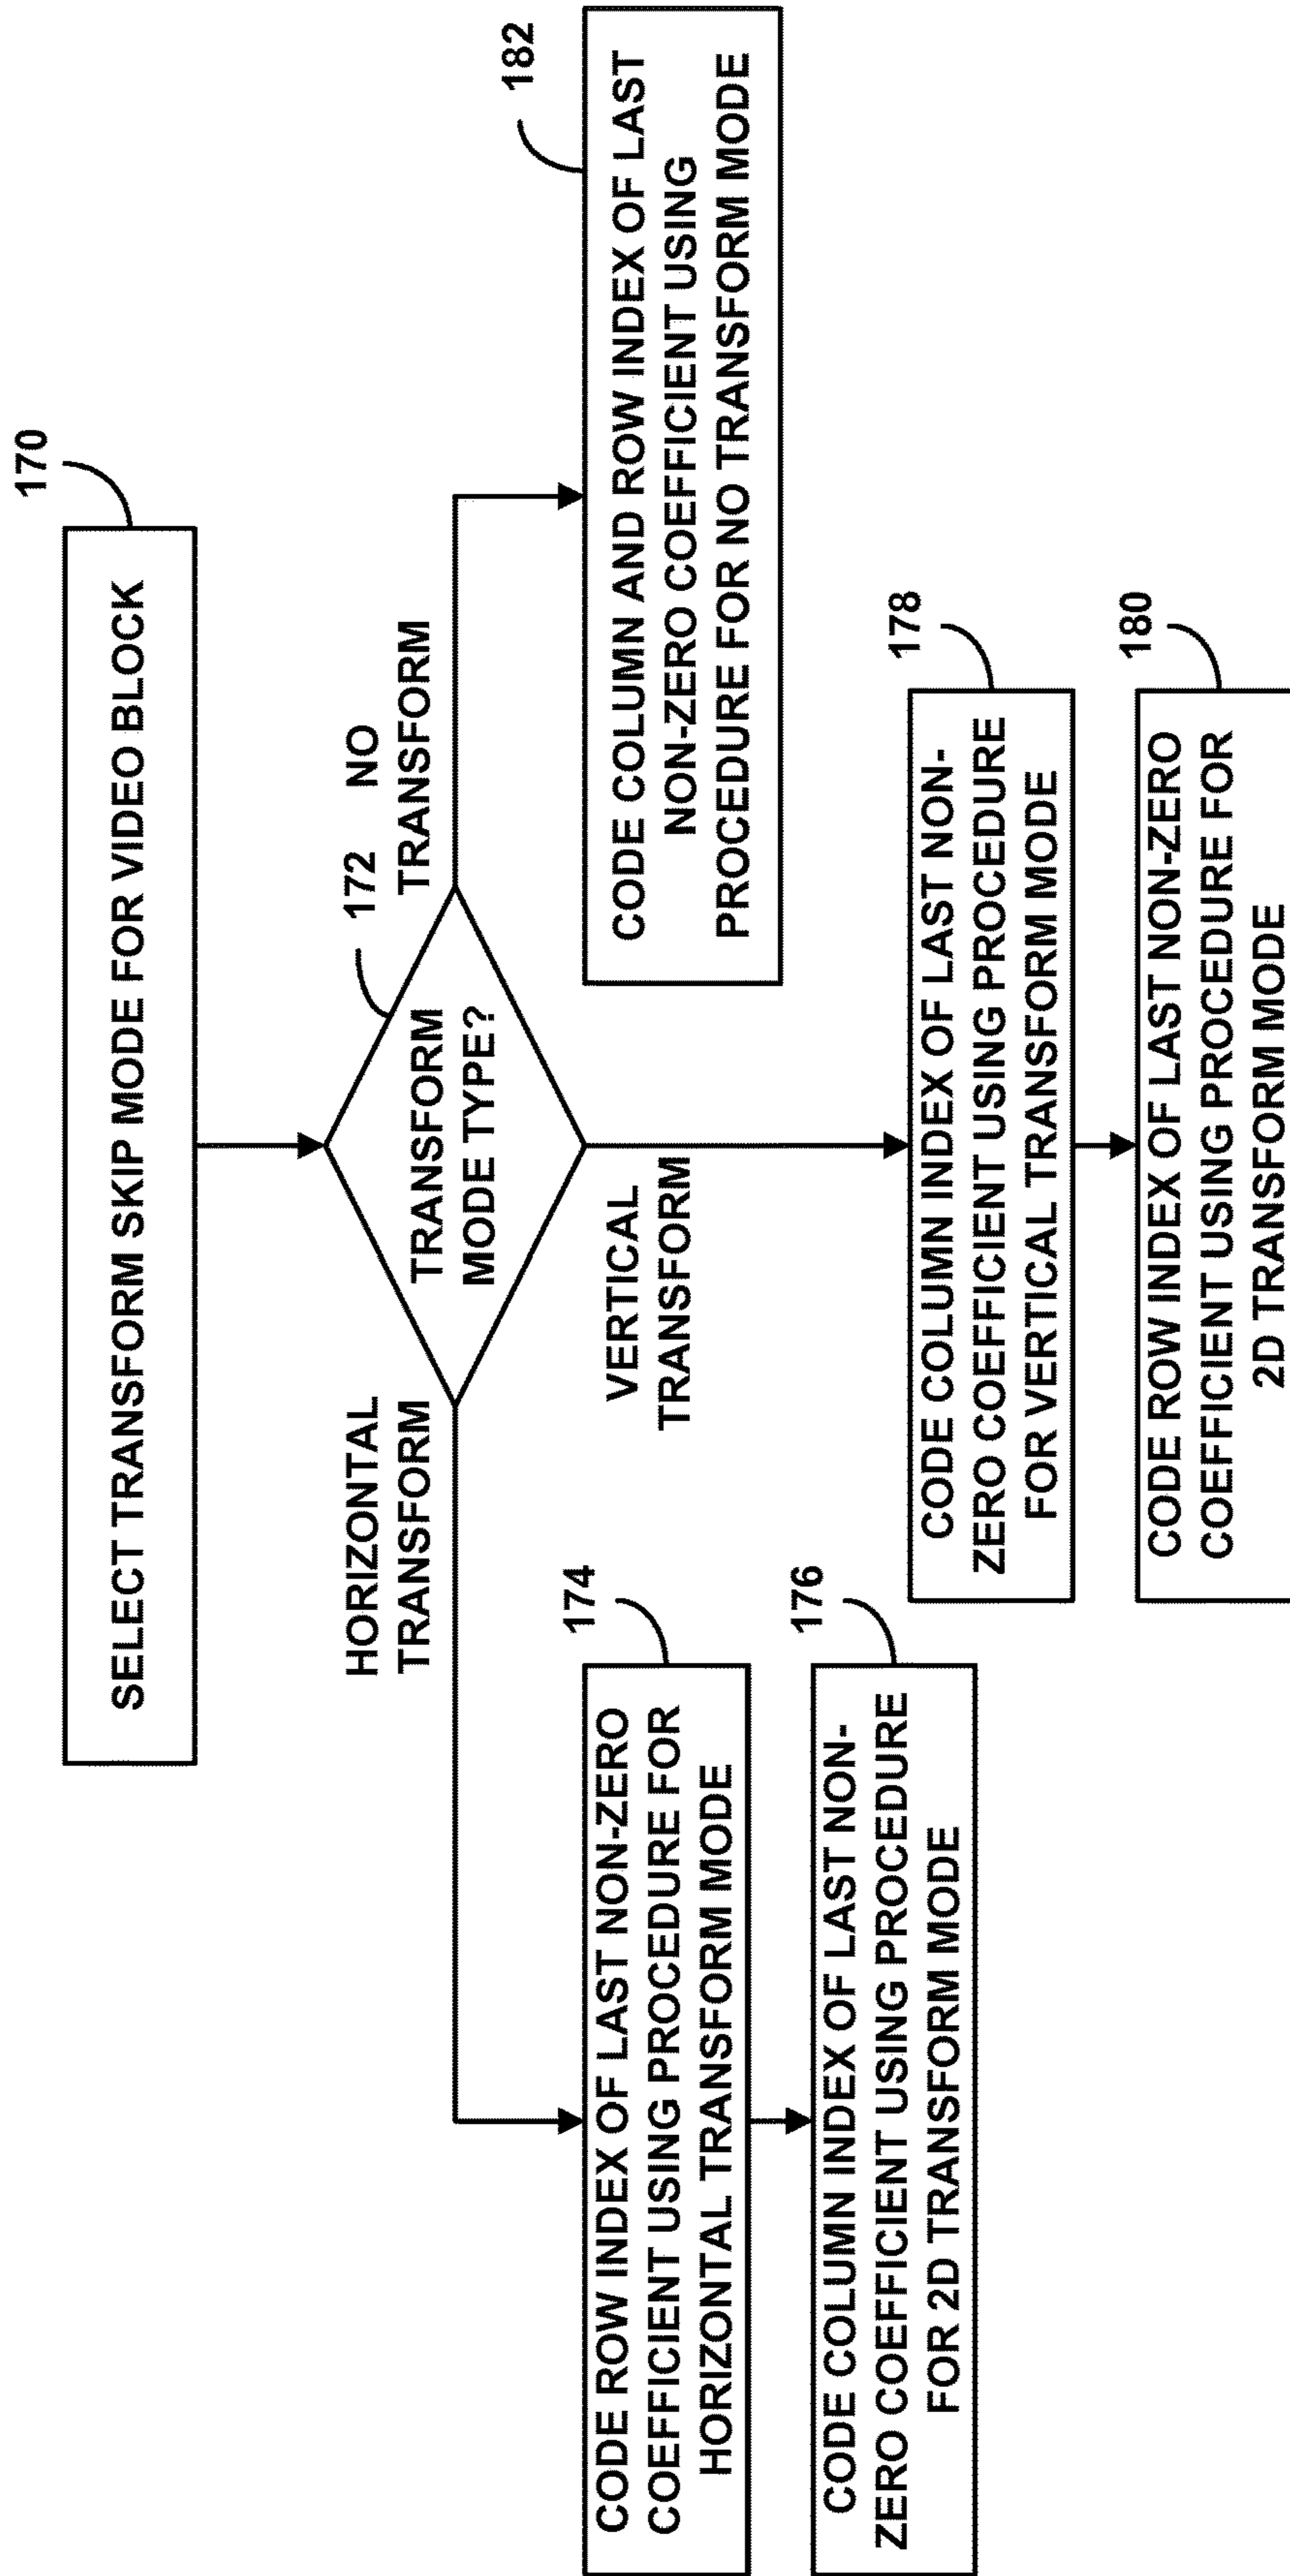 170
SELECT TRANSFORM SKIP MODE FOR VIDEO BLOCK
172
TRANSFORM
MODE TYPE?
HORIZONTAL
TRANSFORM
NO
TRANSFORM
VERTICAL
TRANSFORM
174
CODE ROW INDEX OF LAST NON-ZERO
COEFFICIENT USING PROCEDURE FOR
HORIZONTAL TRANSFORM MODE
176
CODE COLUMN INDEX OF LAST NON-
ZERO COEFFICIENT USING PROCEDURE
FOR 2D TRANSFORM MODE
178
CODE COLUMN INDEX OF LAST NON-
ZERO COEFFICIENT USING PROCEDURE
FOR VERTICAL TRANSFORM MODE
180
CODE ROW INDEX OF LAST NON-ZERO
COEFFICIENT USING PROCEDURE FOR
2D TRANSFORM MODE
182
CODE COLUMN AND ROW INDEX OF LAST
NON-ZERO COEFFICIENT USING
PROCEDURE FOR NO TRANSFORM MODE